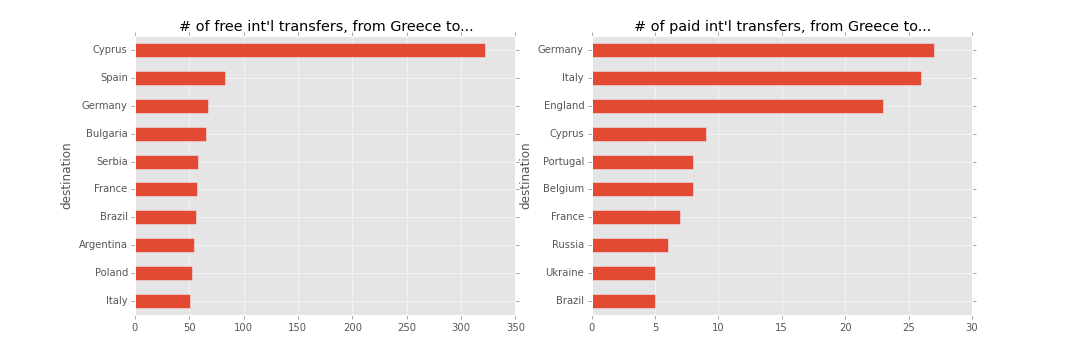 # of free int'l transfers, from Greece to...
destination
Cyprus
Spain
Germany
Bulgaria
Serbia
France
Brazil
Argentina
Poland
Italy
0 50 100 150 200 250 300 350
# of paid int'l transfers, from Greece to...
destination
Germany
Italy
England
Cyprus
Portugal
Belgium
France
Russia
Ukraine
Brazil
0 5 10 15 20 25 30